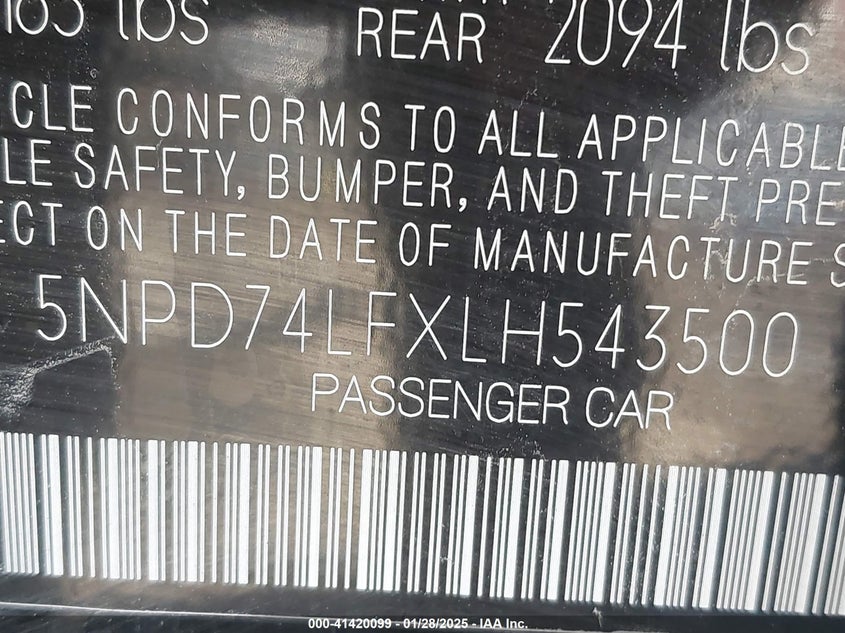 lbs
REAR 2094 lbs
CLE CONFORMS TO ALL APPLICABLE
LE SAFETY, BUMPER, AND THEFT PRE
ECT ON THE DATE OF MANUFACTURE S
5NPD74LFXLH543500
PASSENGER CAR
000-41420099 - 01/28/2025 - IAA Inc.